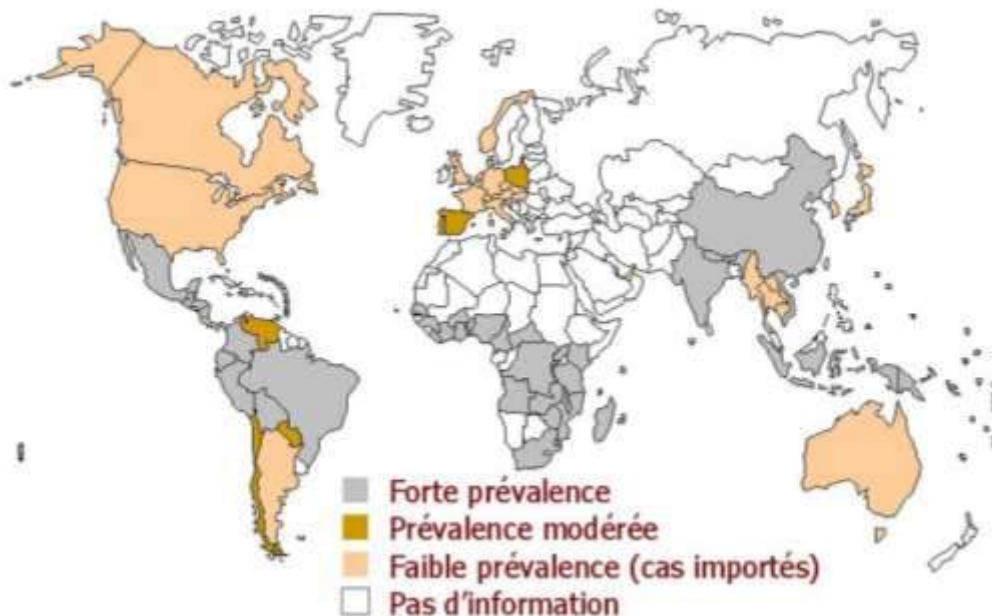 Forte prévalence
Prévalence modérée
Faible prévalence (cas importés)
Pas d'information